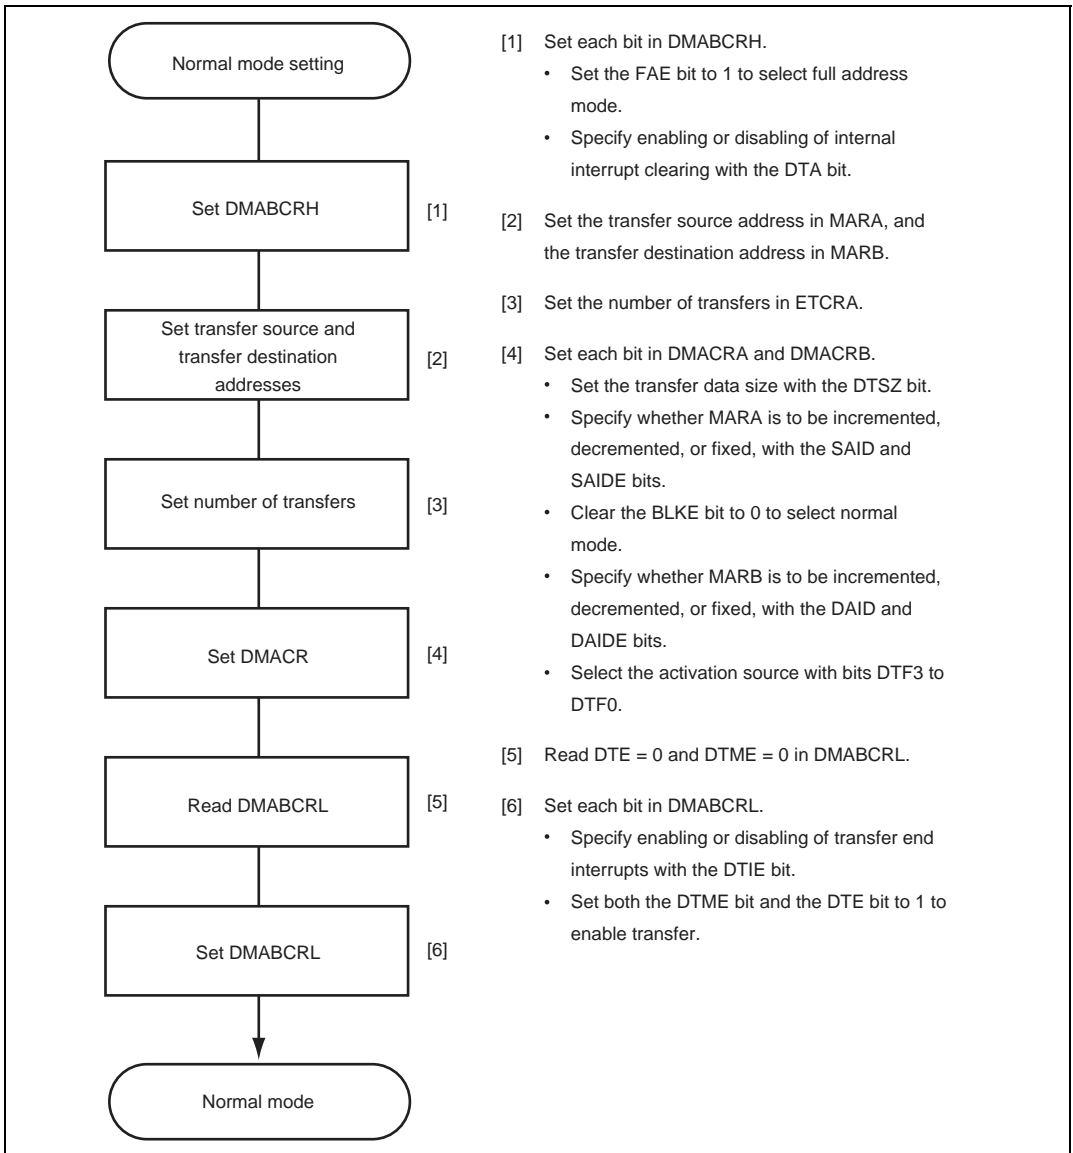 Normal mode setting
Set DMABCRH
[1]
Set transfer source and
transfer destination
addresses
[2]
Set number of transfers
[3]
Set DMACR
[4]
Read DMABCRL
[5]
Set DMABCRL
[6]
Normal mode
[1] Set each bit in DMABCRH.
• Set the FAE bit to 1 to select full address
mode.
• Specify enabling or disabling of internal
interrupt clearing with the DTA bit.
[2] Set the transfer source address in MARA, and
the transfer destination address in MARB.
[3] Set the number of transfers in ETCRA.
[4] Set each bit in DMACRA and DMACRB.
• Set the transfer data size with the DTSZ bit.
• Specify whether MARA is to be incremented,
decremented, or fixed, with the SAID and
SAIDE bits.
• Clear the BLKE bit to 0 to select normal
mode.
• Specify whether MARB is to be incremented,
decremented, or fixed, with the DAID and
DAIDE bits.
• Select the activation source with bits DTF3 to
DTF0.
[5] Read DTE = 0 and DTME = 0 in DMABCRL.
[6] Set each bit in DMABCRL.
• Specify enabling or disabling of transfer end
interrupts with the DTIE bit.
• Set both the DTME bit and the DTE bit to 1 to
enable transfer.